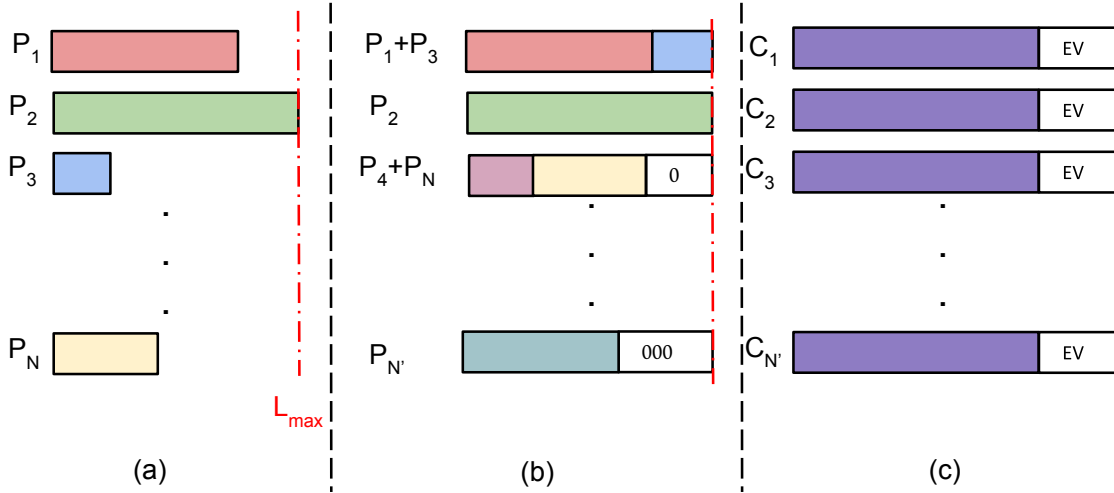 P1
P2
P3
PN
Lmax
(a)
P1+P3
P2
P4+PN
0
PN'
000
(b)
C1
EV
C2
EV
C3
EV
CN'
EV
(c)